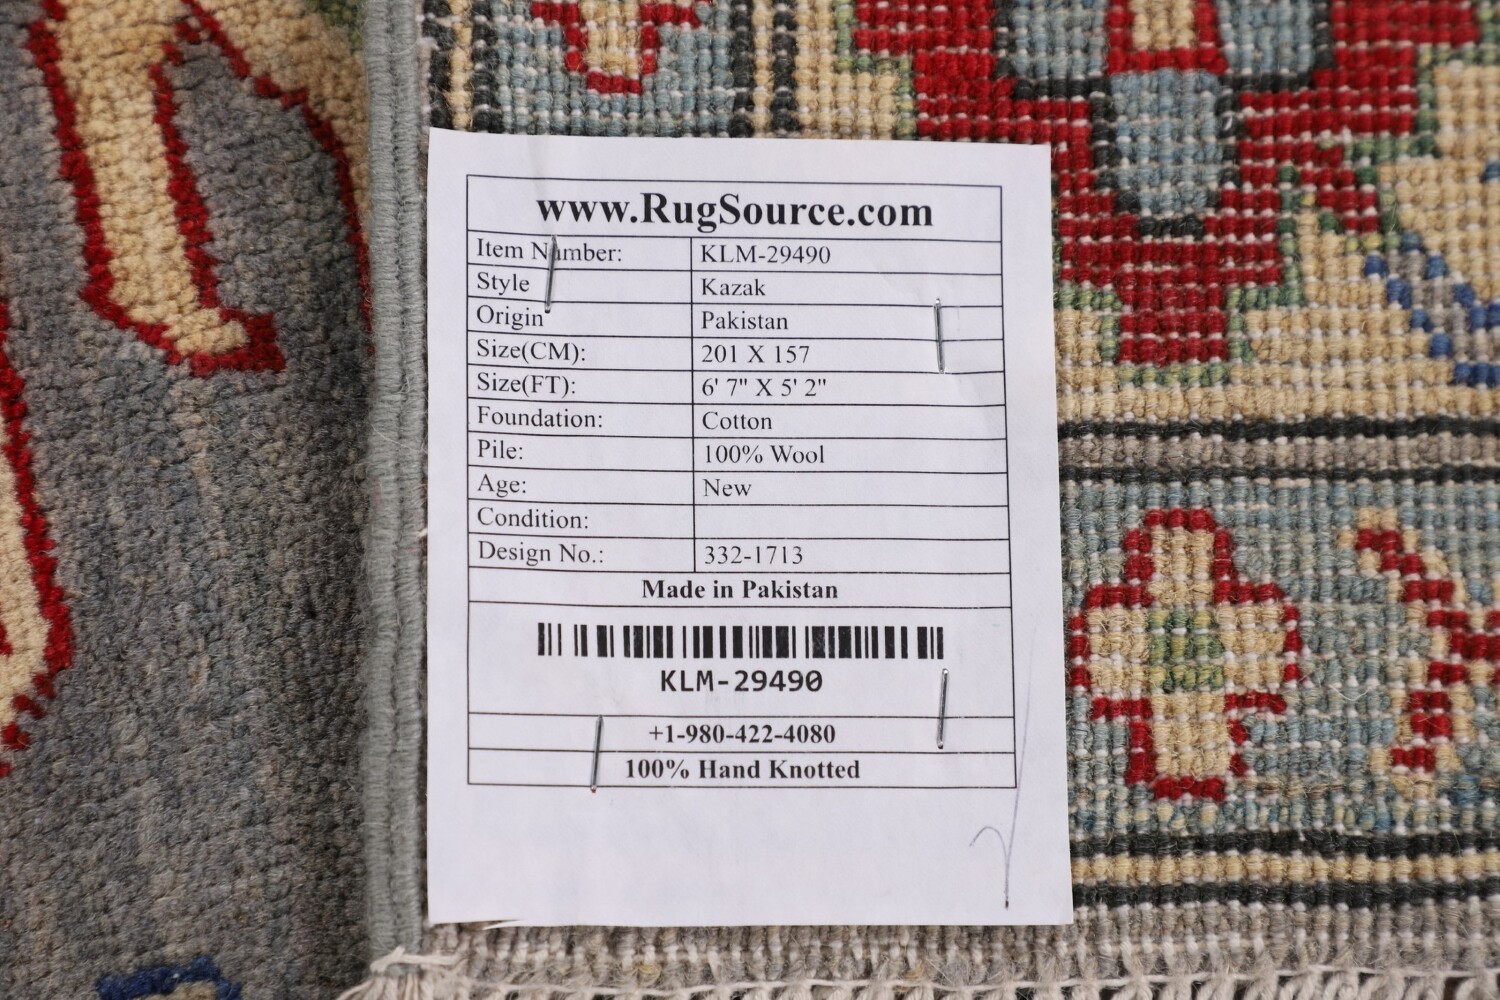 www.RugSource.com
Item Number: KLM-29490
Style Kazak
Origin Pakistan
Size(CM): 201 X 157
Size(FT): 6' 7" X 5' 2"
Foundation: Cotton
Pile: 100% Wool
Age: New
Condition:
Design No.: 332-1713
Made in Pakistan
KLM-29490
+1-980-422-4080
100% Hand Knotted